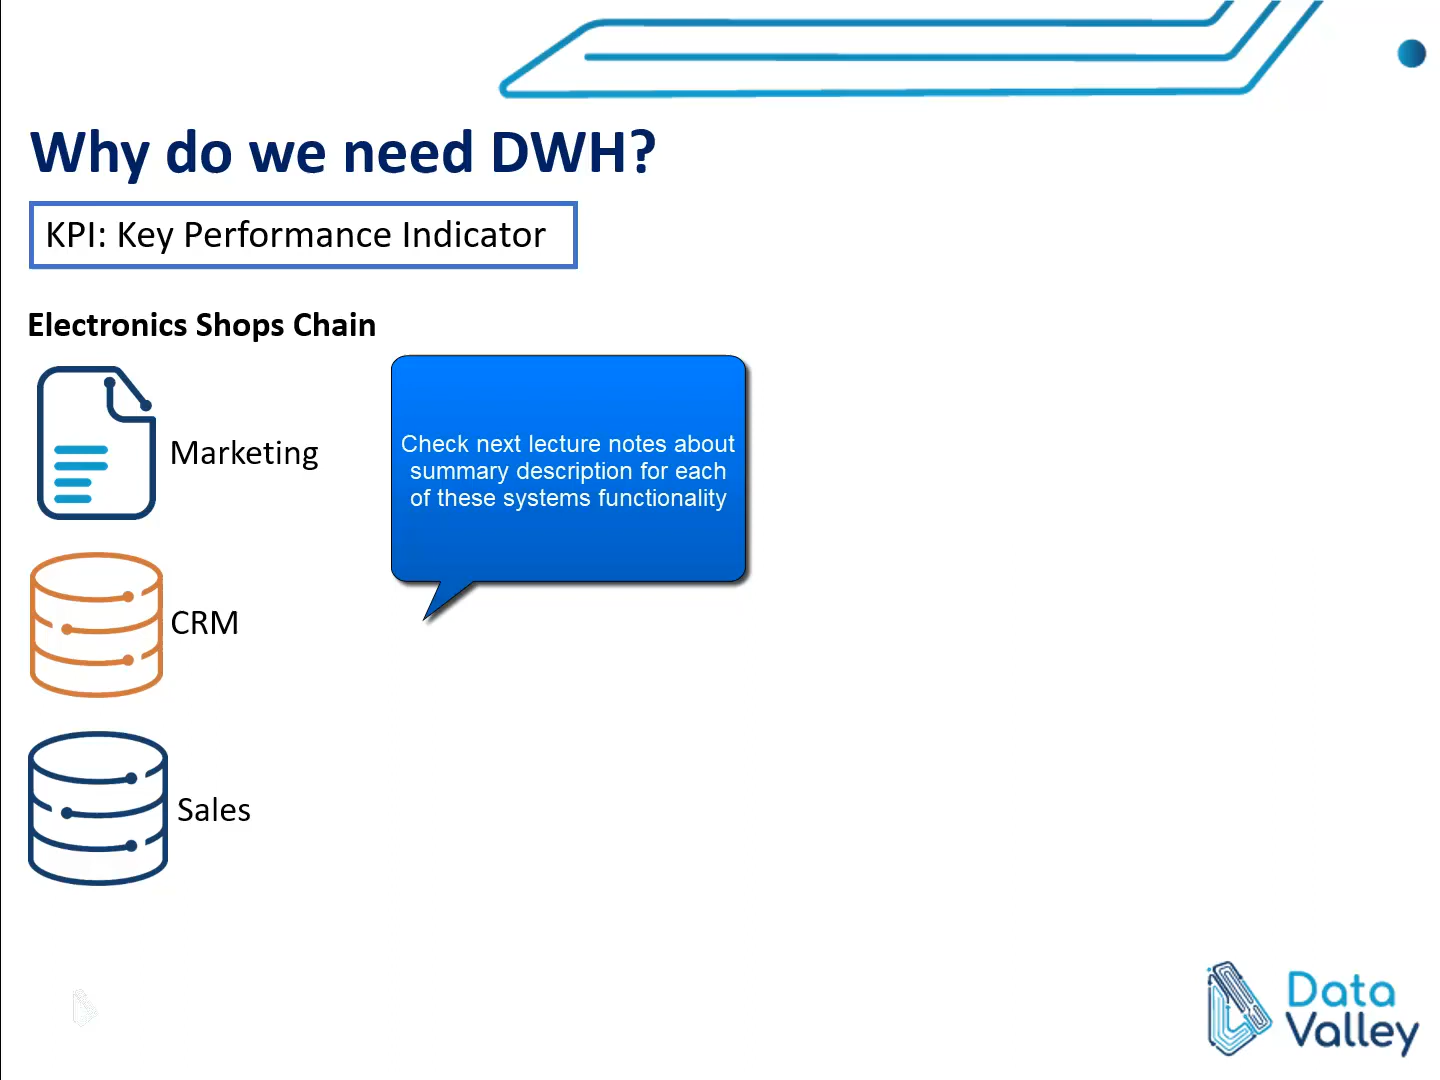 Why do we need DWH?
KPI: Key Performance Indicator
Electronics Shops Chain
Marketing
Check next lecture notes about
summary description for each
of these systems functionality
CRM
Sales
Data
Valley